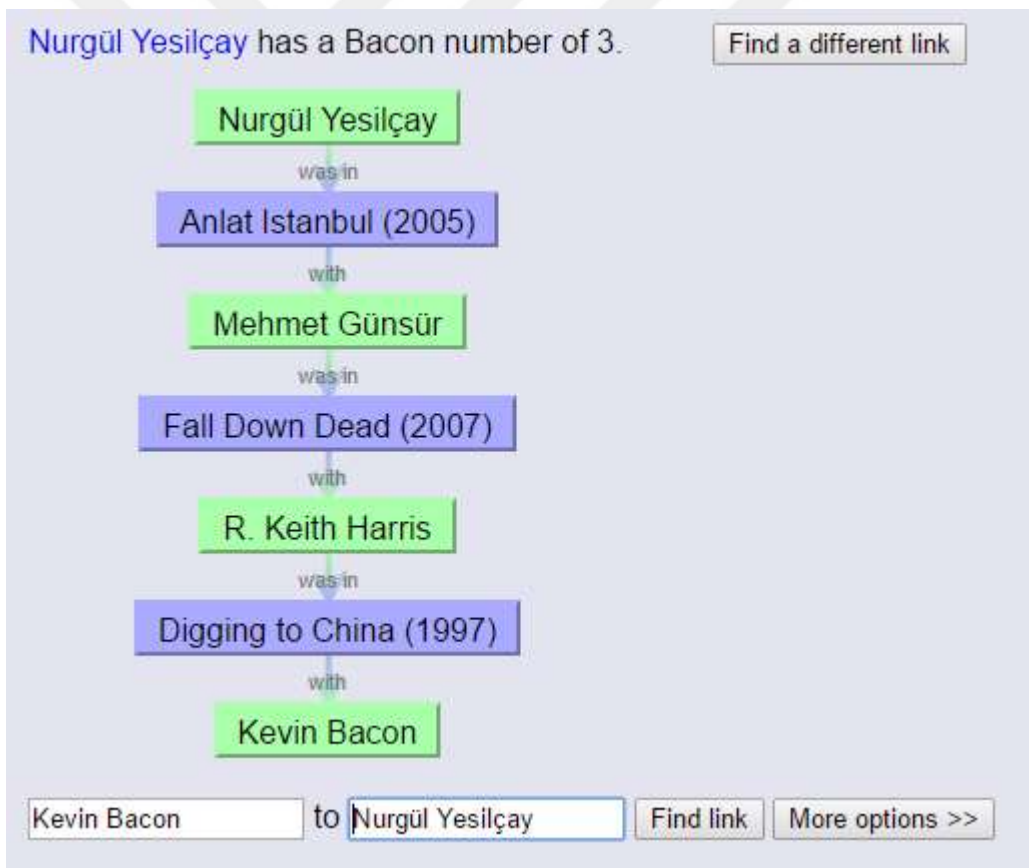 Nurgül Yesilçay has a Bacon number of 3. Find a different link
Nurgül Yesilçay
was in
Anlat Istanbul (2005)
with
Mehmet Günsür
was in
Fall Down Dead (2007)
with
R. Keith Harris
was in
Digging to China (1997)
with
Kevin Bacon
Kevin Bacon to Nurgül Yesilçay Find link More options >>